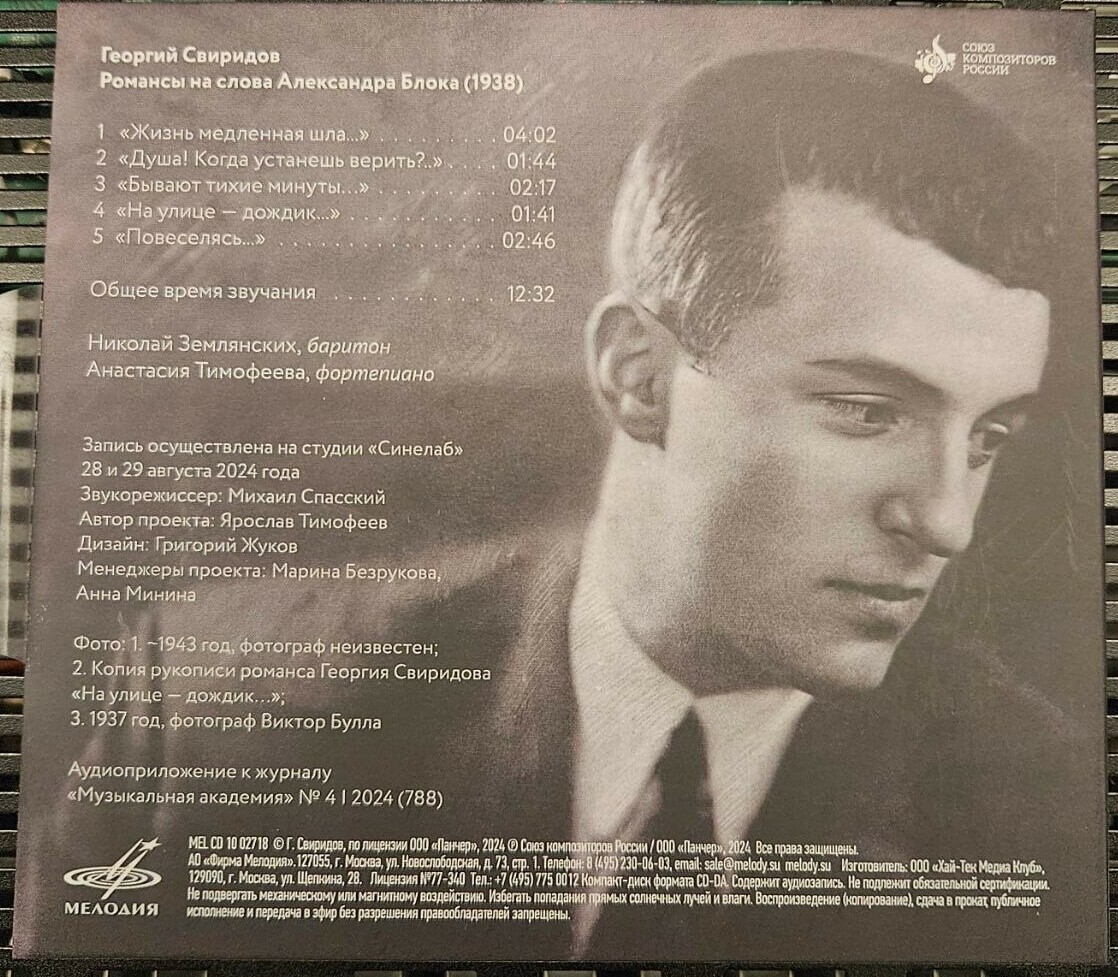 Георгий Свиридов
Романсы на слова Александра Блока (1938)
СОЮЗ
КОМПОЗИТОРОВ
РОССИИ
1 «Жизнь медленная шла...» . . . . . . . . . . 04:02
2 «Душа! Когда устанешь верить?..» . . . . . 01:44
3 «Бывают тихие минуты...» . . . . . . . . . . 02:17
4 «На улице — дождик...» . . . . . . . . . . . . 01:41
5 «Повеселясь...» . . . . . . . . . . . . . . . . . 02:46
Общее время звучания . . . . . . . . . . . . . 12:32
Николай Землянских, баритон
Анастасия Тимофеева, фортепиано
Запись осуществлена на студии «Синелаб»
28 и 29 августа 2024 года
Звукорежиссер: Михаил Спасский
Автор проекта: Ярослав Тимофеев
Дизайн: Григорий Жуков
Менеджеры проекта: Марина Безрукова,
Анна Минина
Фото: 1. ~1943 год, фотограф неизвестен;
2. Копия рукописи романса Георгия Свиридова
«На улице — дождик...»;
3. 1937 год, фотограф Виктор Булла
Аудиоприложение к журналу
«Музыкальная академия» № 4 | 2024 (788)
МЕЛОДИЯ
MEL CD 10 02718 © Г. Свиридов, по лицензии ООО «Панчер», 2024 ℗ Союз композиторов России / ООО «Панчер», 2024 Все права защищены.
АО «Фирма Мелодия».127055, г. Москва, ул. Новослободская, д. 73, стр. 1. Телефон: 8 (495) 230-06-03, email: sale@melody.su melody.su Изготовитель: ООО «Хай-Тек Медиа Клуб»,
129090, г. Москва, ул. Щепкина, 28. Лицензия №77-340 Тел.: +7 (495) 775 0012 Компакт-диск формата CD-DA. Содержит аудиозапись. Не подлежит обязательной сертификации.
Не подвергать механическому или магнитному воздействию. Избегать попадания прямых солнечных лучей и влаги. Воспроизведение (копирование), сдача в прокат, публичное
исполнение и передача в эфир без разрешения правообладателей запрещены.